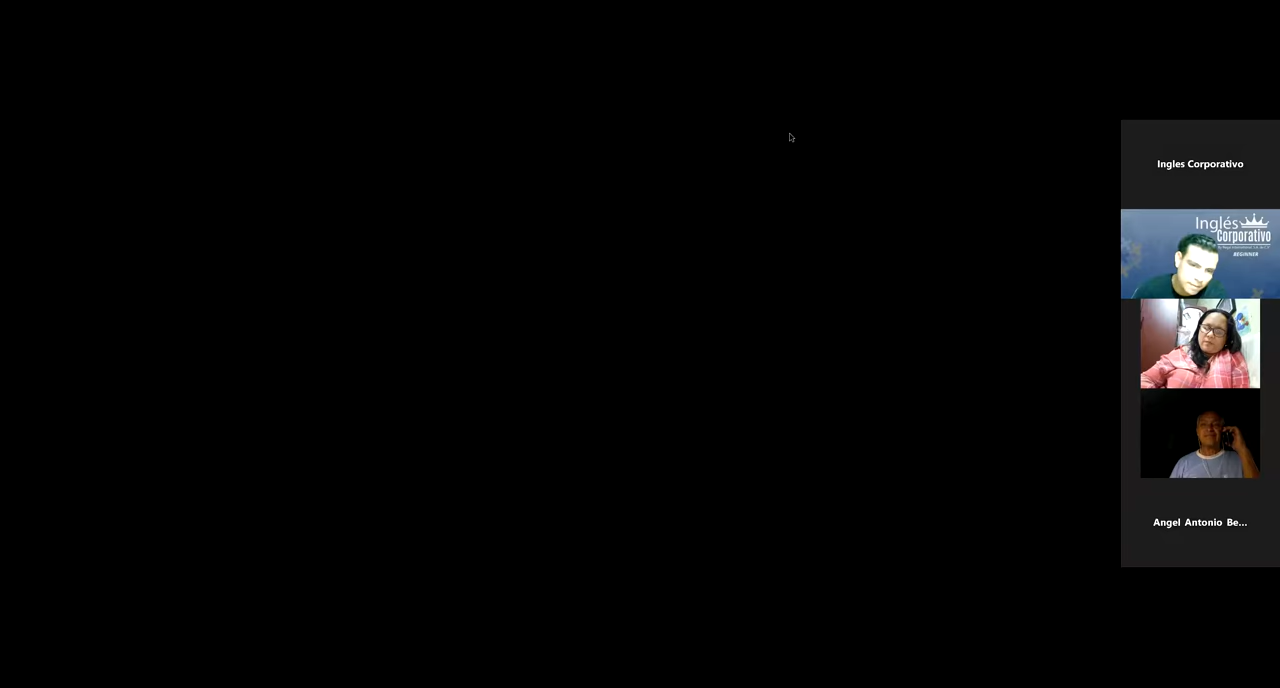 Ingles Corporativo
Inglés
Corporativo
BEGINNER
Angel Antonio Be...